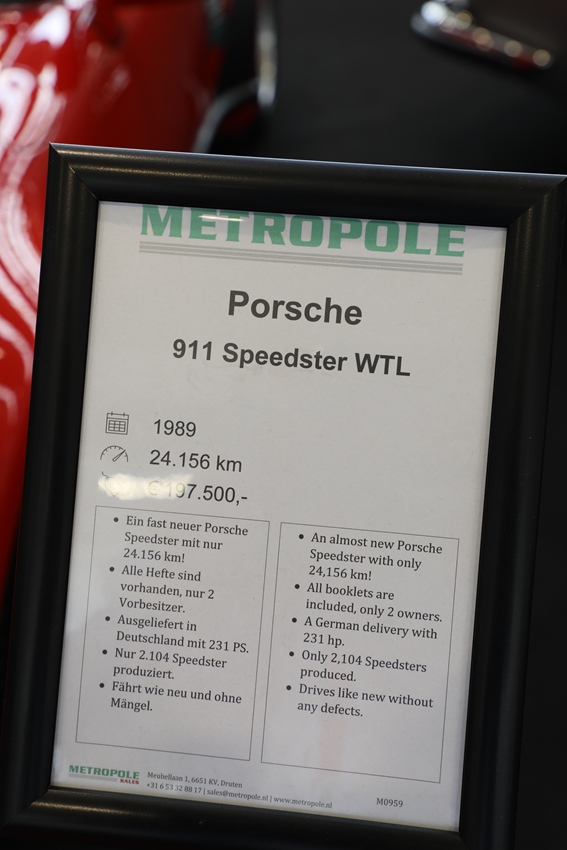 METROPOLE
Porsche
911 Speedster WTL
1989
24.156 km
€ 197.500,-
• Ein fast neuer Porsche
Speedster mit nur
24.156 km!
• Alle Hefte sind
vorhanden, nur 2
Vorbesitzer.
• Ausgeliefert in
Deutschland mit 231 PS.
• Nur 2.104 Speedster
produziert.
• Fährt wie neu und ohne
Mängel.
• An almost new Porsche
Speedster with only
24,156 km!
• All booklets are
included, only 2 owners.
• A German delivery with
231 hp.
• Only 2,104 Speedsters
produced.
• Drives like new without
any defects.
METROPOLE
SALES
Meubellaan 1, 6651 KV, Druten
+31 6 53 32 88 17 | sales@metropole.nl | www.metropole.nl
M0959